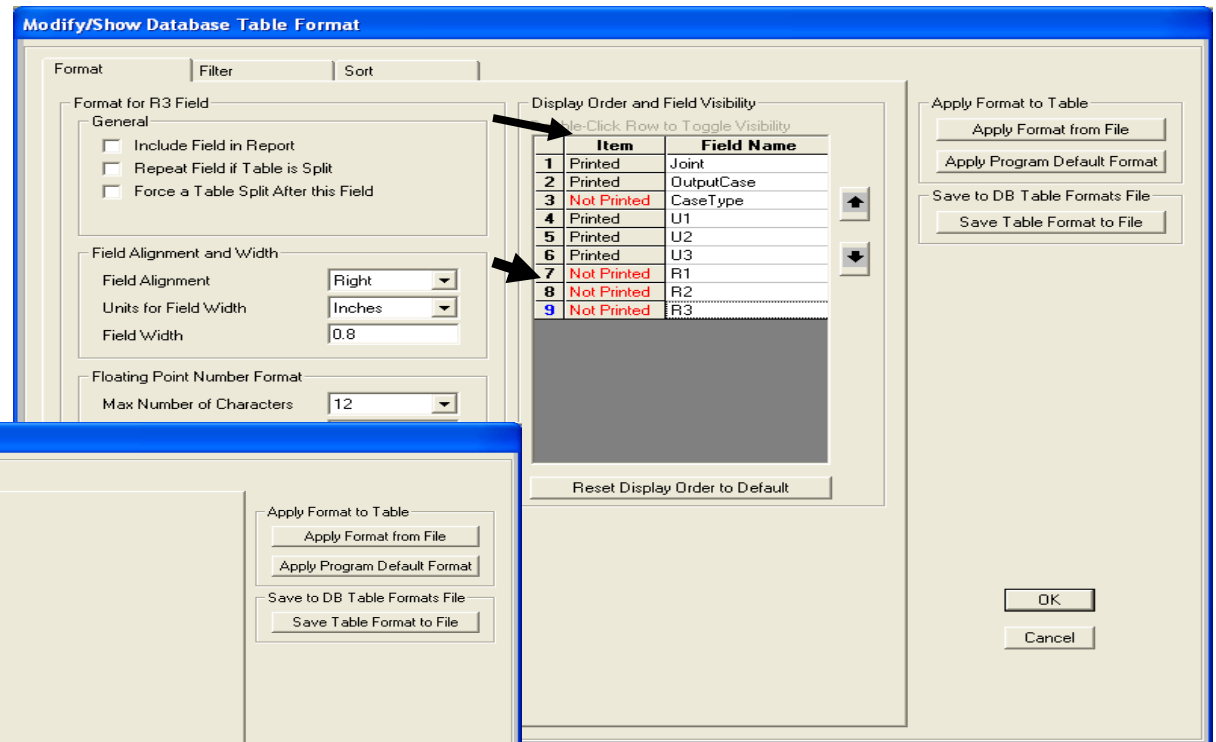 Modify/Show Database Table Format
Format Filter Sort
Format for R3 Field
General
Include Field in Report
Repeat Field if Table is Split
Force a Table Split After this Field
Field Alignment and Width
Field Alignment Right
Units for Field Width Inches
Field Width 0.8
Floating Point Number Format
Max Number of Characters 12
Display Order and Field Visibility
Click Row to Toggle Visibility
Item Field Name
1 Printed Joint
2 Printed OutputCase
3 Not Printed CaseType
4 Printed U1
5 Printed U2
6 Printed U3
7 Not Printed R1
8 Not Printed R2
9 Not Printed R3
Reset Display Order to Default
Apply Format to Table
Apply Format from File
Apply Program Default Format
Save to DB Table Formats File
Save Table Format to File
OK
Cancel
Apply Format to Table
Apply Format from File
Apply Program Default Format
Save to DB Table Formats File
Save Table Format to File